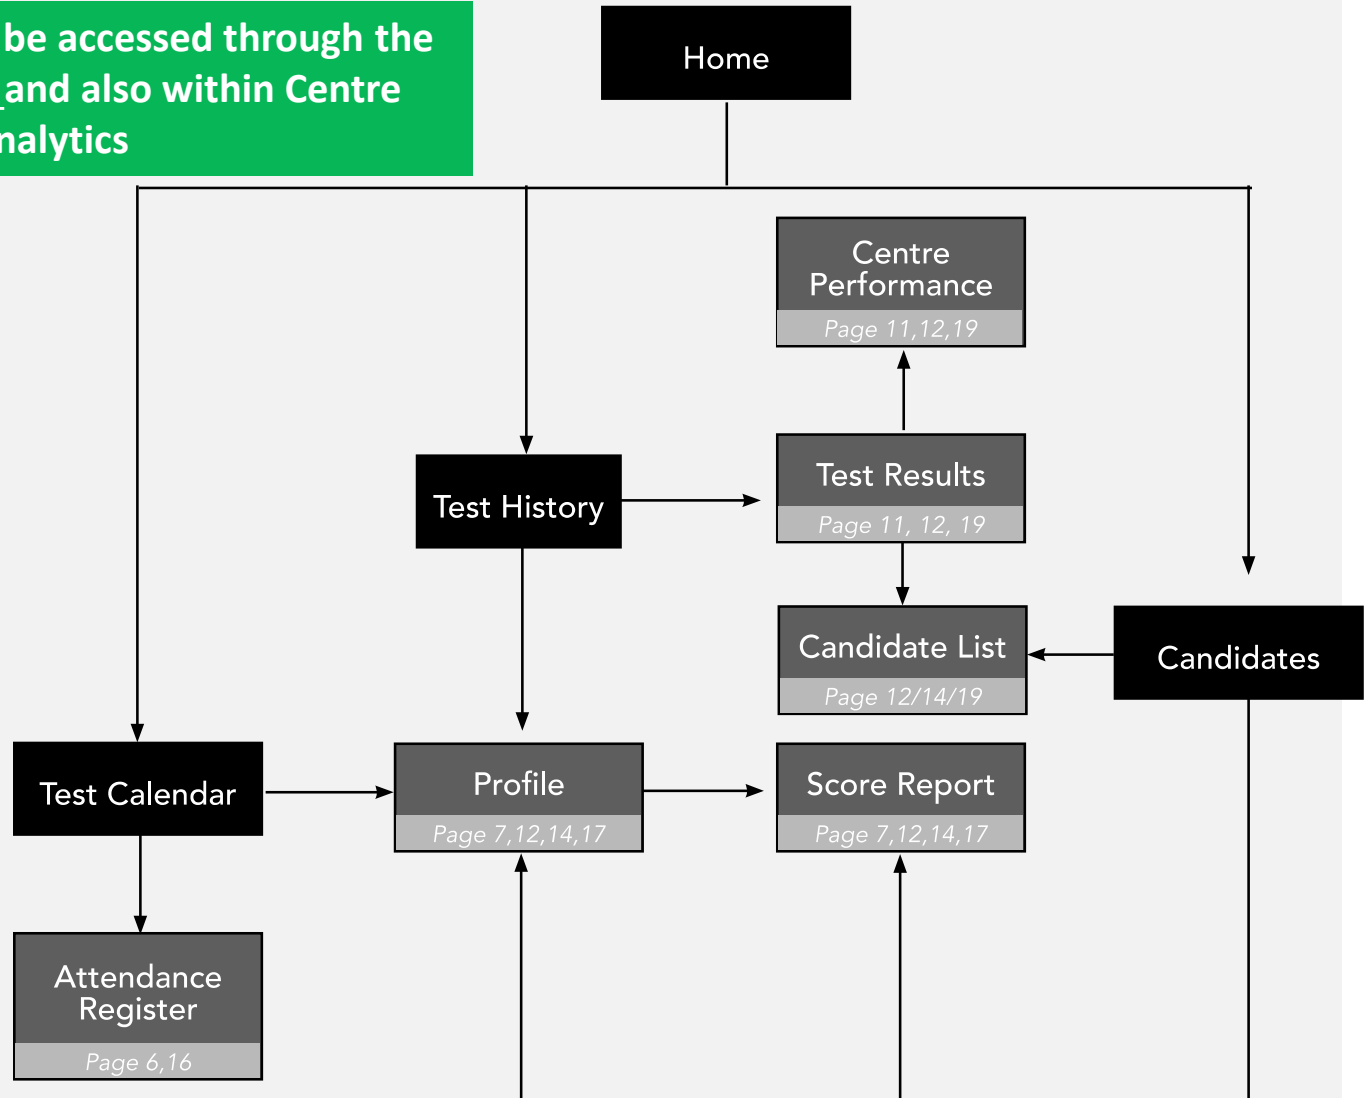 be accessed through the
and also within Centre
nalytics
Home
Centre
Performance
Page 11,12,19
Test Results
Page 11, 12, 19
Test History
Candidate List
Page 12/14/19
Candidates
Test Calendar
Profile
Page 7,12,14,17
Score Report
Page 7,12,14,17
Attendance
Register
Page 6,16